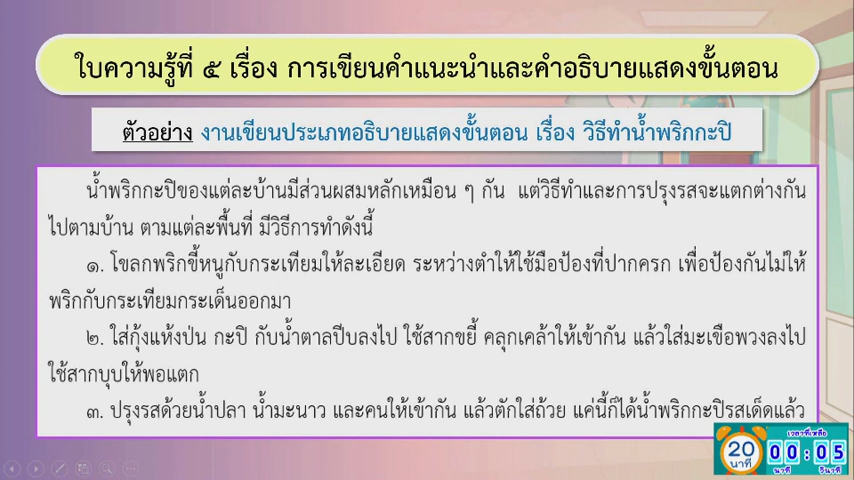 ใบความรู้ที่ ๕ เรื่อง การเขียนคำแนะนำและคำอธิบายแสดงขั้นตอน
ตัวอย่าง งานเขียนประเภทอธิบายแสดงขั้นตอน เรื่อง วิธีทำน้ำพริกกะปิ
น้ำพริกกะปิของแต่ละบ้านมีส่วนผสมหลักเหมือน ๆ กัน แต่วิธีทำและการปรุงรสจะแตกต่างกัน
ไปตามบ้าน ตามแต่ละพื้นที่ มีวิธีการทำดังนี้
๑. โขลกพริกขี้หนูกับกระเทียมให้ละเอียด ระหว่างตำให้ใช้มือป้องที่ปากครก เพื่อป้องกันไม่ให้
พริกกับกระเทียมกระเด็นออกมา
๒. ใส่กุ้งแห้งป่น กะปิ กับน้ำตาลปีบลงไป ใช้สากขยี้ คลุกเคล้าให้เข้ากัน แล้วใส่มะเขือพวงลงไป
ใช้สากบุบให้พอแตก
๓. ปรุงรสด้วยน้ำปลา น้ำมะนาว และคนให้เข้ากัน แล้วตักใส่ถ้วย แค่นี้ก็ได้น้ำพริกกะปิรสเด็ดแล้ว
เวลาที่เหลือ
20 00:05
นาที นาที วินาที